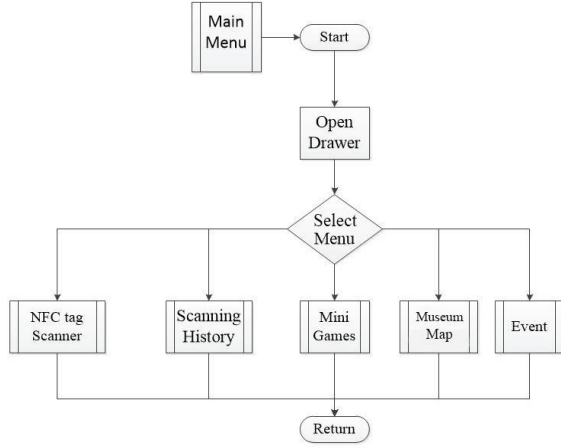 Main
Menu
Start
Open
Drawer
Select
Menu
NFC tag
Scanner
Scanning
History
Mini
Games
Museum
Map
Event
Return